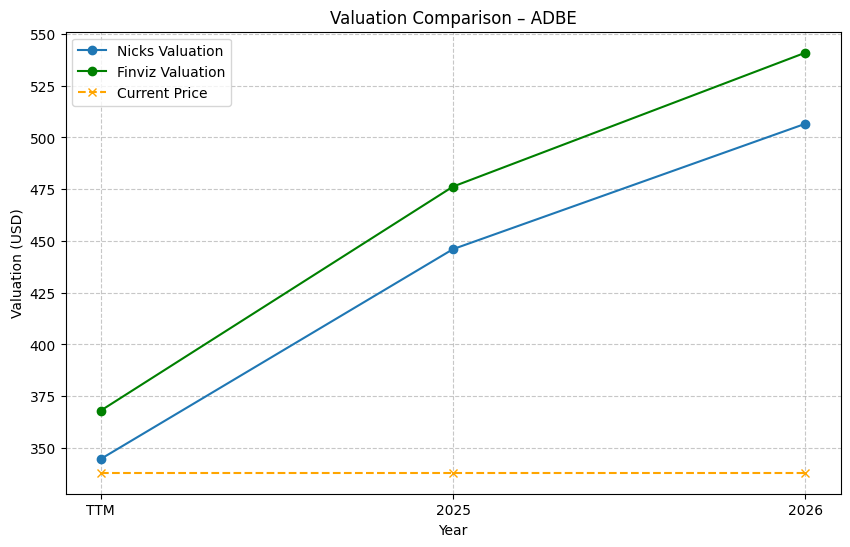 Valuation Comparison – ADBE
Nicks Valuation
Finviz Valuation
Current Price
Valuation (USD)
550
525
500
475
450
425
400
375
350
TTM
2025
2026
Year